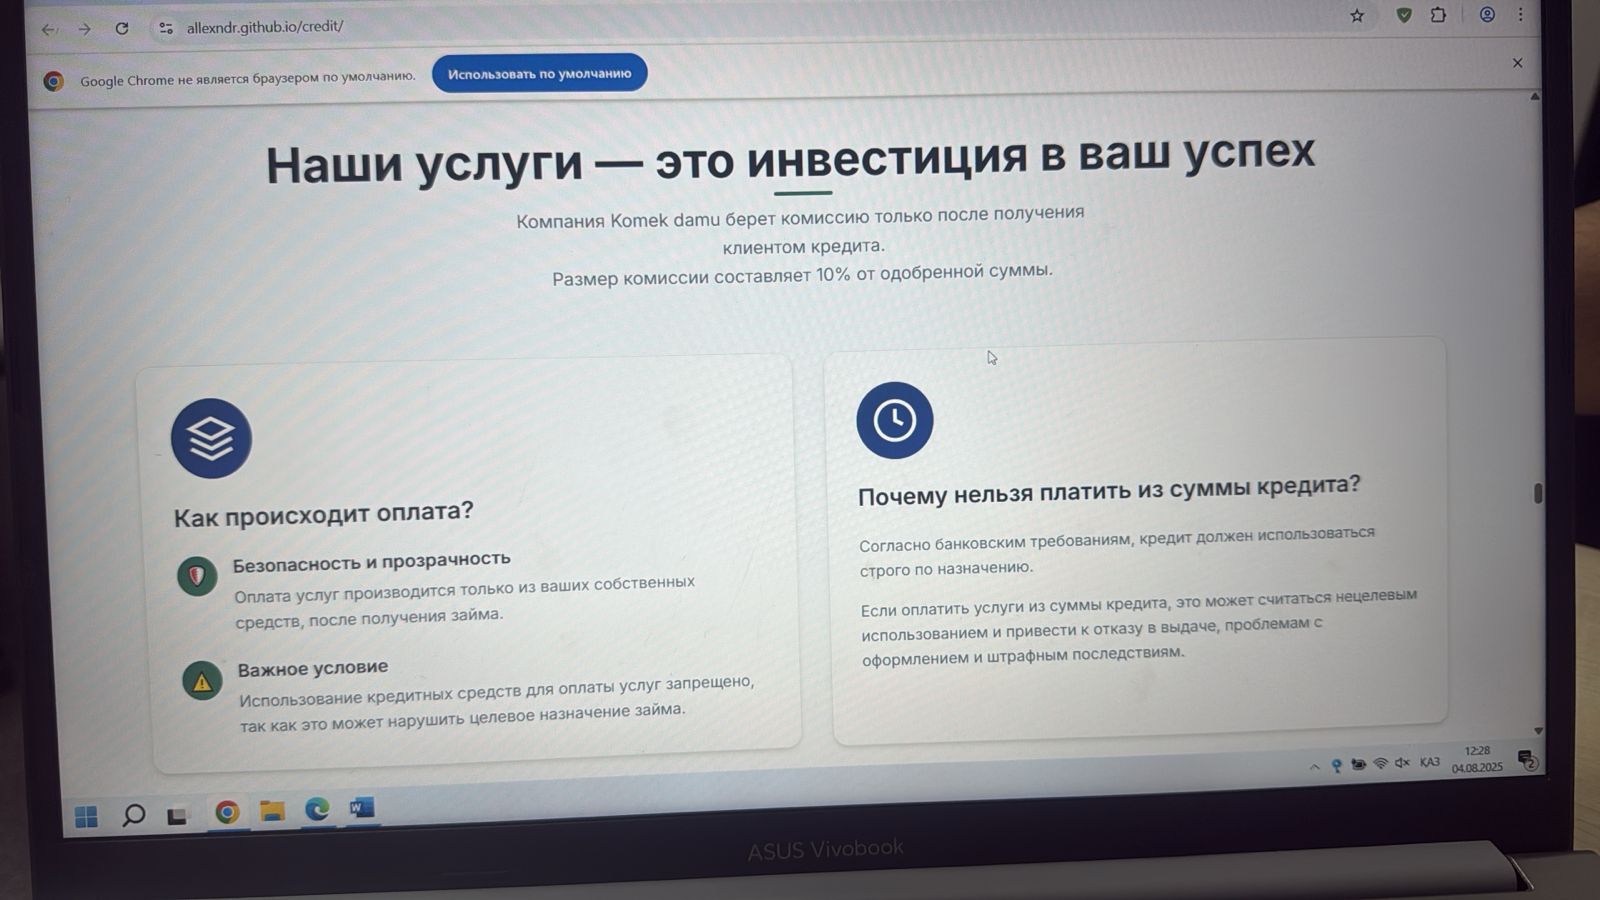 allexndr.github.io/credit/
Google Chrome не является браузером по умолчанию.
Использовать по умолчанию
Наши услуги — это инвестиция в ваш успех
Компания Komek damu берет комиссию только после получения
клиентом кредита.
Размер комиссии составляет 10% от одобренной суммы.
Как происходит оплата?
Безопасность и прозрачность
Оплата услуг производится только из ваших собственных
средств, после получения займа.
Важное условие
Использование кредитных средств для оплаты услуг запрещено,
так как это может нарушить целевое назначение займа.
Почему нельзя платить из суммы кредита?
Согласно банковским требованиям, кредит должен использоваться
строго по назначению.
Если оплатить услуги из суммы кредита, это может считаться нецелевым
использованием и привести к отказу в выдаче, проблемам с
оформлением и штрафным последствиям.
ҚАЗ
12:28
04.08.2025
2
W
ASUS Vivobook